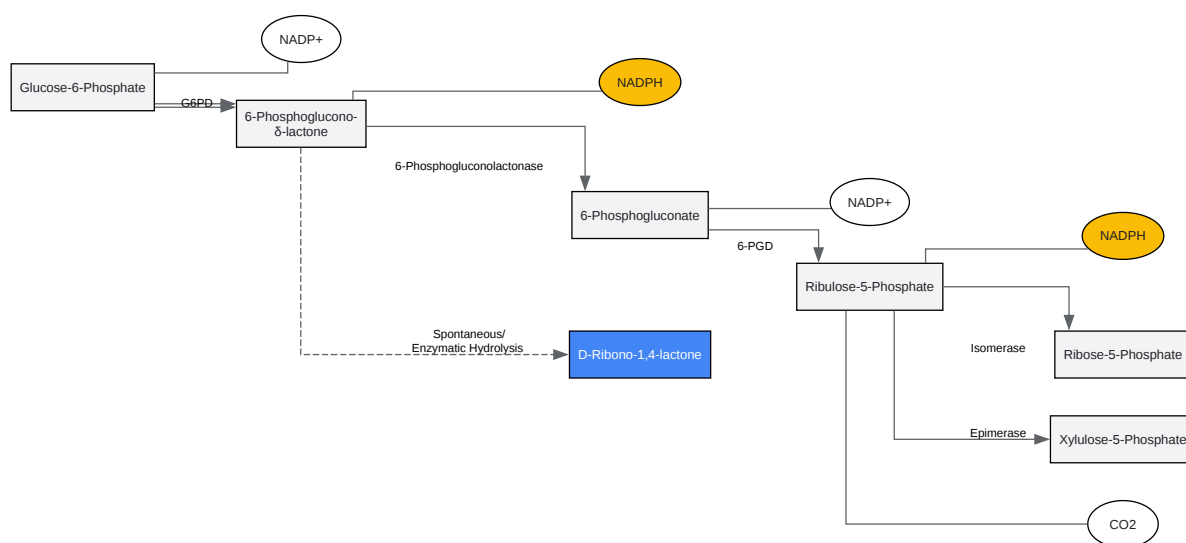 NADP+
Glucose-6-Phosphate
NADPH
G6PD
6-Phosphoglucono-
δ-lactone
6-Phosphogluconolactonase
NADP+
6-Phosphogluconate
NADPH
6-PGD
Ribulose-5-Phosphate
Spontaneous/
Enzymatic Hydrolysis
D-Ribono-1,4-lactone
Isomerase
Ribose-5-Phosphate
Epimerase
Xylulose-5-Phosphate
CO2